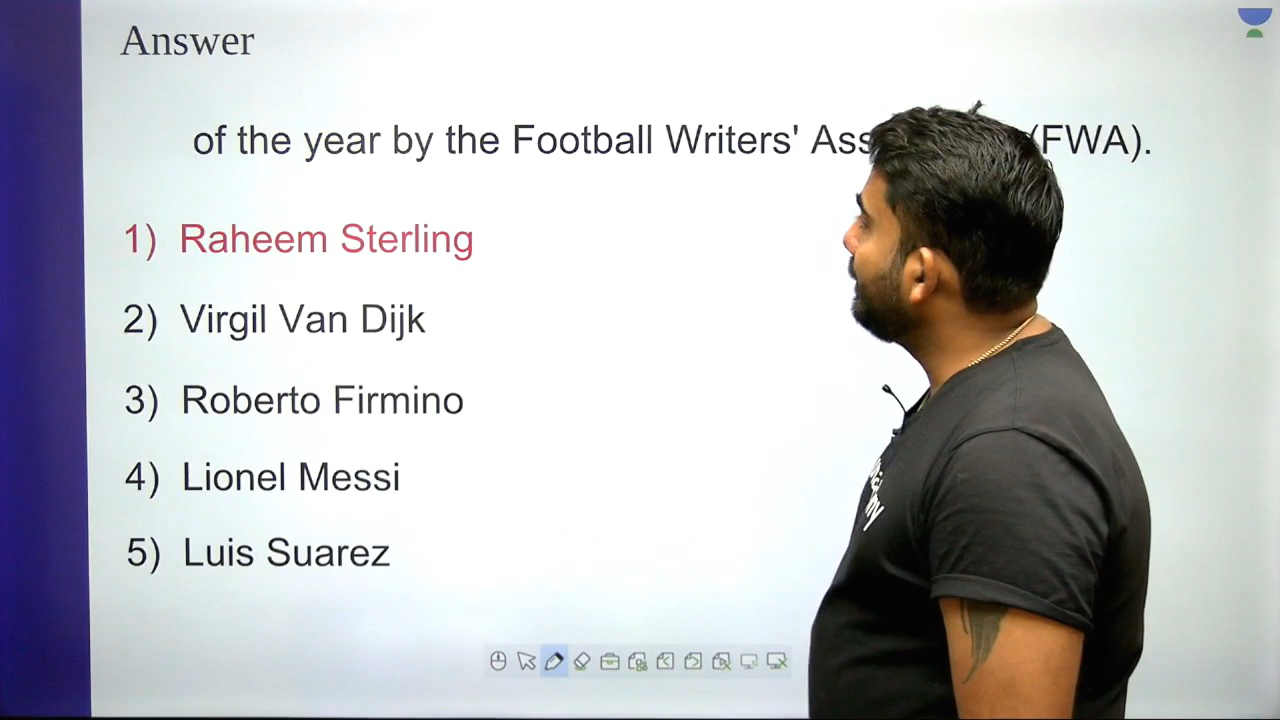 Answer
of the year by the Football Writers' Ass (FWA).
1) Raheem Sterling
2) Virgil Van Dijk
3) Roberto Firmino
4) Lionel Messi
5) Luis Suarez